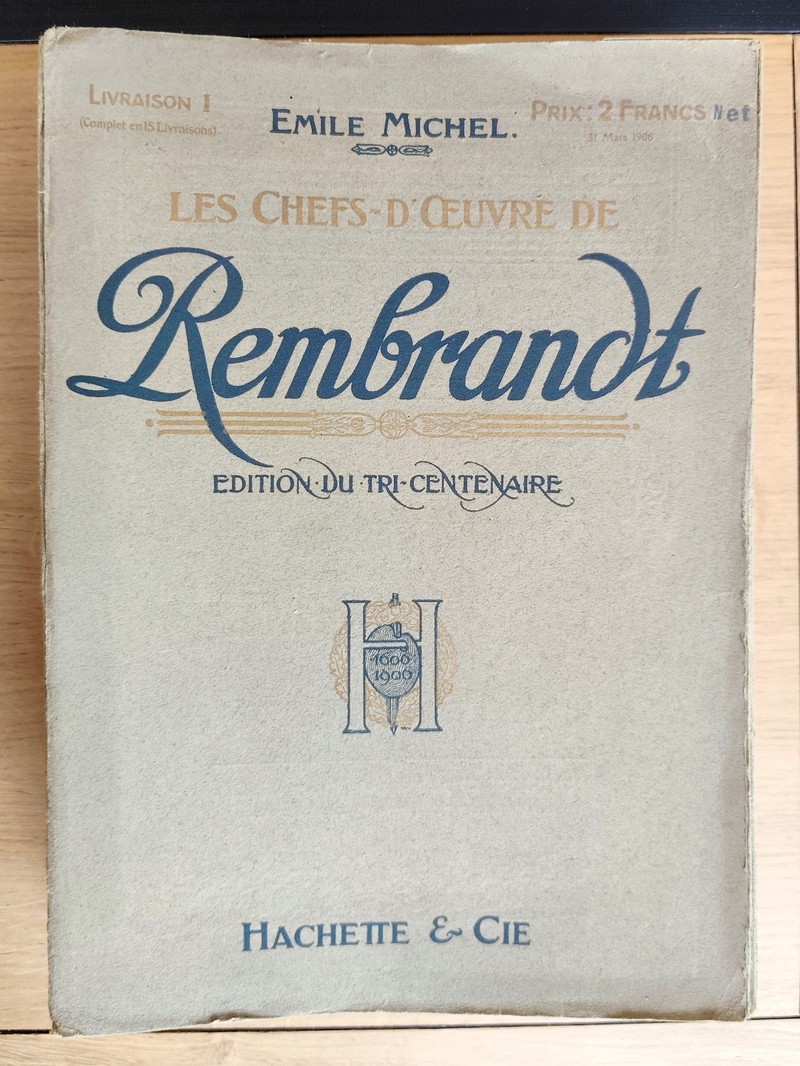 LIVRAISON I
(Complet en 15 Livraisons)
EMILE MICHEL.
PRIX: 2 FRANCS Net
31 Mars 1906
LES CHEFS-D'ŒUVRE DE
Rembrandt
EDITION·DU·TRI-CENTENAIRE
H
1606
1906
HACHETTE & CIE